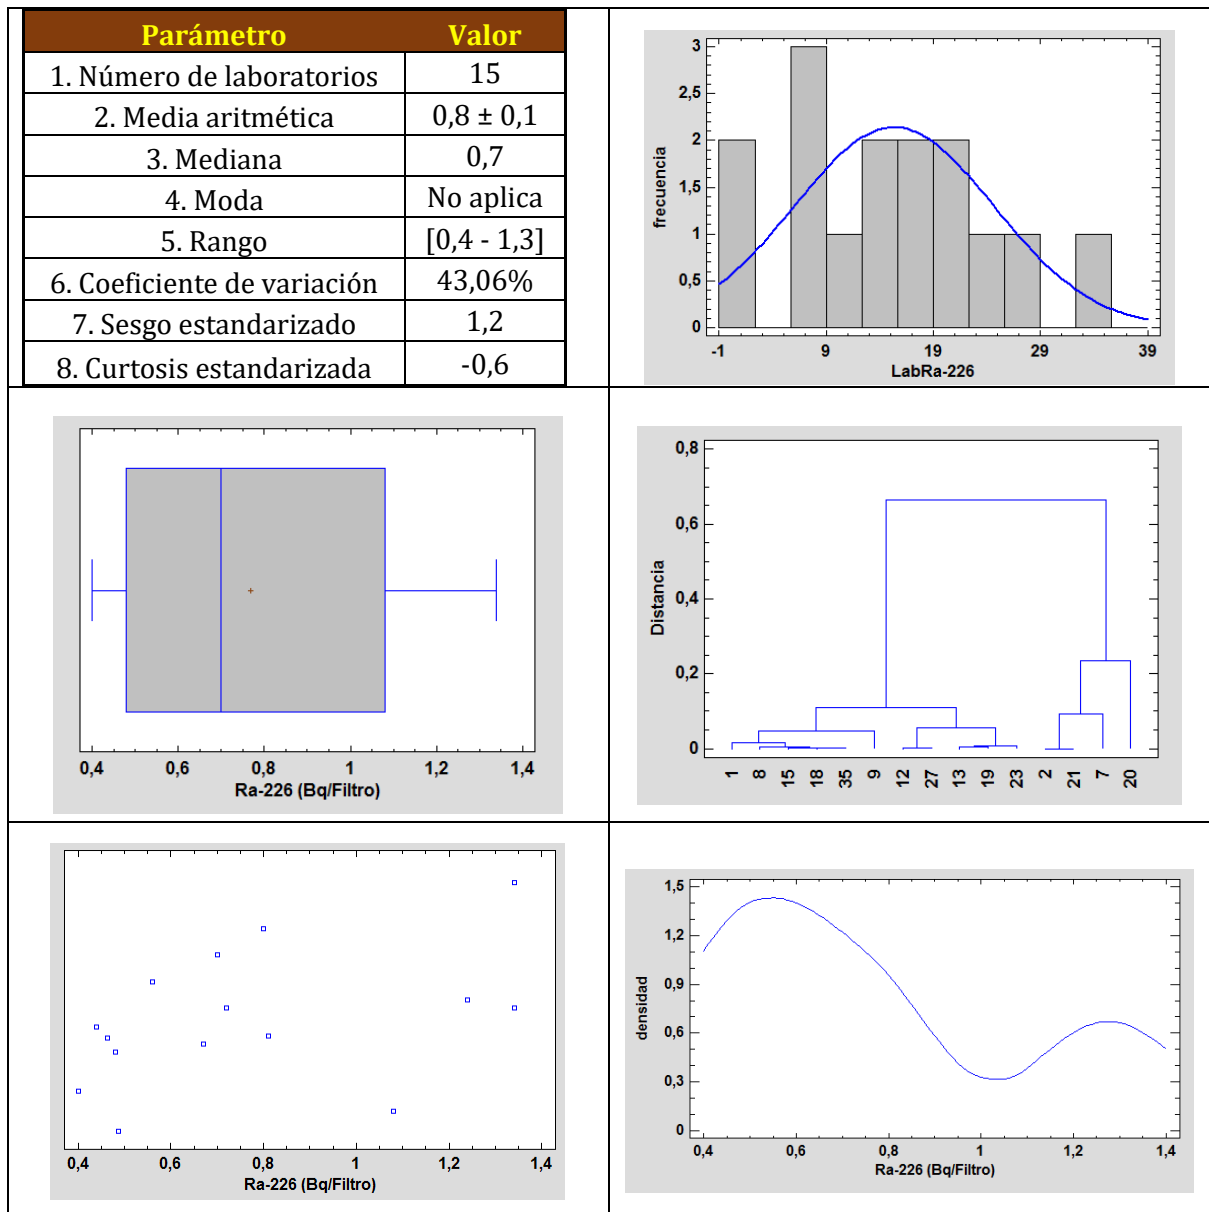 Parámetro Valor
1. Número de laboratorios 15
2. Media aritmética 0,8 ± 0,1
3. Mediana 0,7
4. Moda No aplica
5. Rango [0,4 - 1,3]
6. Coeficiente de variación 43,06%
7. Sesgo estandarizado 1,2
8. Curtosis estandarizada -0,6
3
2,5
2
1,5
1
0,5
0
frecuencia
-1 9 19 29 39
LabRa-226
0,4 0,6 0,8 1 1,2 1,4
Ra-226 (Bq/Filtro)
0,8
0,6
0,4
0,2
0
Distancia
1 8 15 18 35 9 12 27 13 19 23 2 21 7 20
0,4 0,6 0,8 1 1,2 1,4
Ra-226 (Bq/Filtro)
1,5
1,2
0,9
0,6
0,3
0
densidad
0,4 0,6 0,8 1 1,2 1,4
Ra-226 (Bq/Filtro)